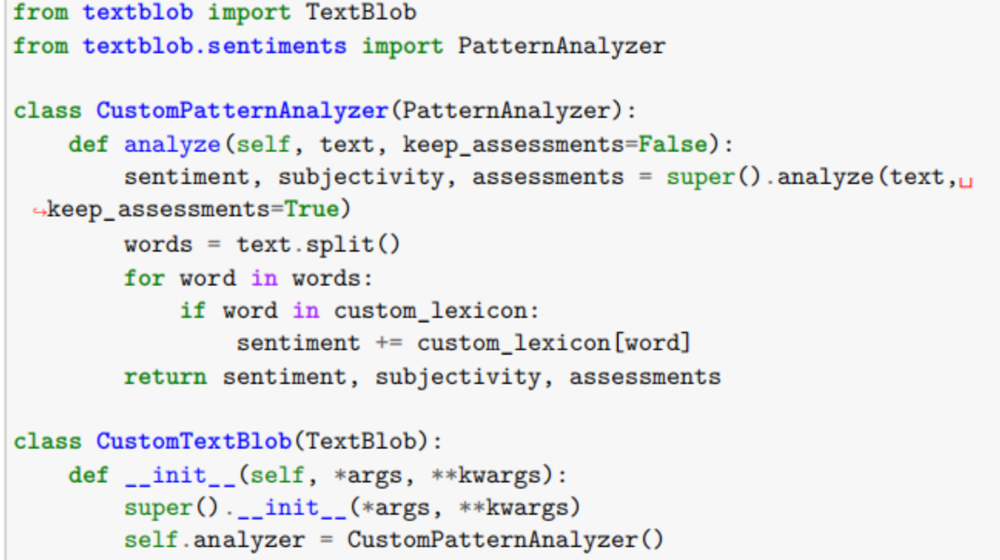 from textblob import TextBlob
from textblob.sentiments import PatternAnalyzer

class CustomPatternAnalyzer(PatternAnalyzer):
    def analyze(self, text, keep_assessments=False):
        sentiment, subjectivity, assessments = super().analyze(text,␣
 ↪keep_assessments=True)
        words = text.split()
        for word in words:
            if word in custom_lexicon:
                sentiment += custom_lexicon[word]
        return sentiment, subjectivity, assessments

class CustomTextBlob(TextBlob):
    def __init__(self, *args, **kwargs):
        super().__init__(*args, **kwargs)
        self.analyzer = CustomPatternAnalyzer()